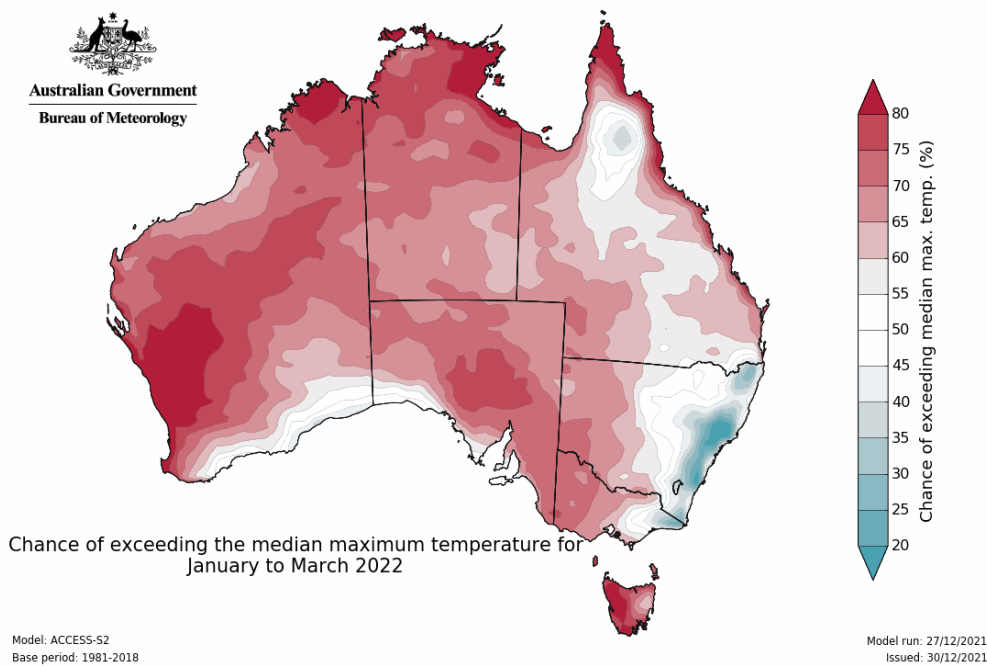 Australian Government
Bureau of Meteorology
80
75
70
65
60
55
50
45
40
35
30
25
20
Chance of exceeding median max. temp. (%)
Chance of exceeding the median maximum temperature for
January to March 2022
Model: ACCESS-S2
Base period: 1981-2018
Model run: 27/12/2021
Issued: 30/12/2021